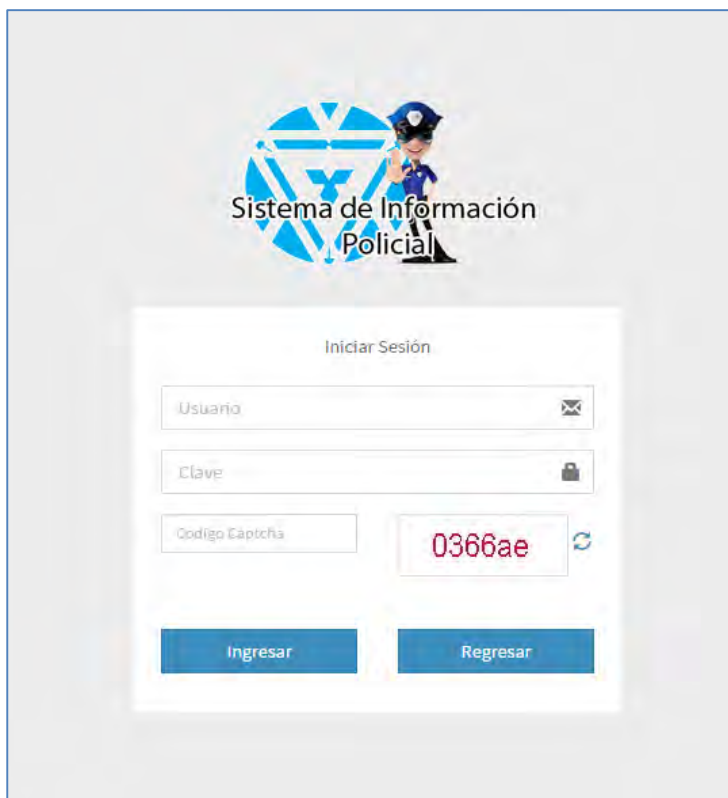 Sistema de Información
Policial
Iniciar Sesión
Usuario
Clave
Codigo Captcha
0366ae
Ingresar
Regresar